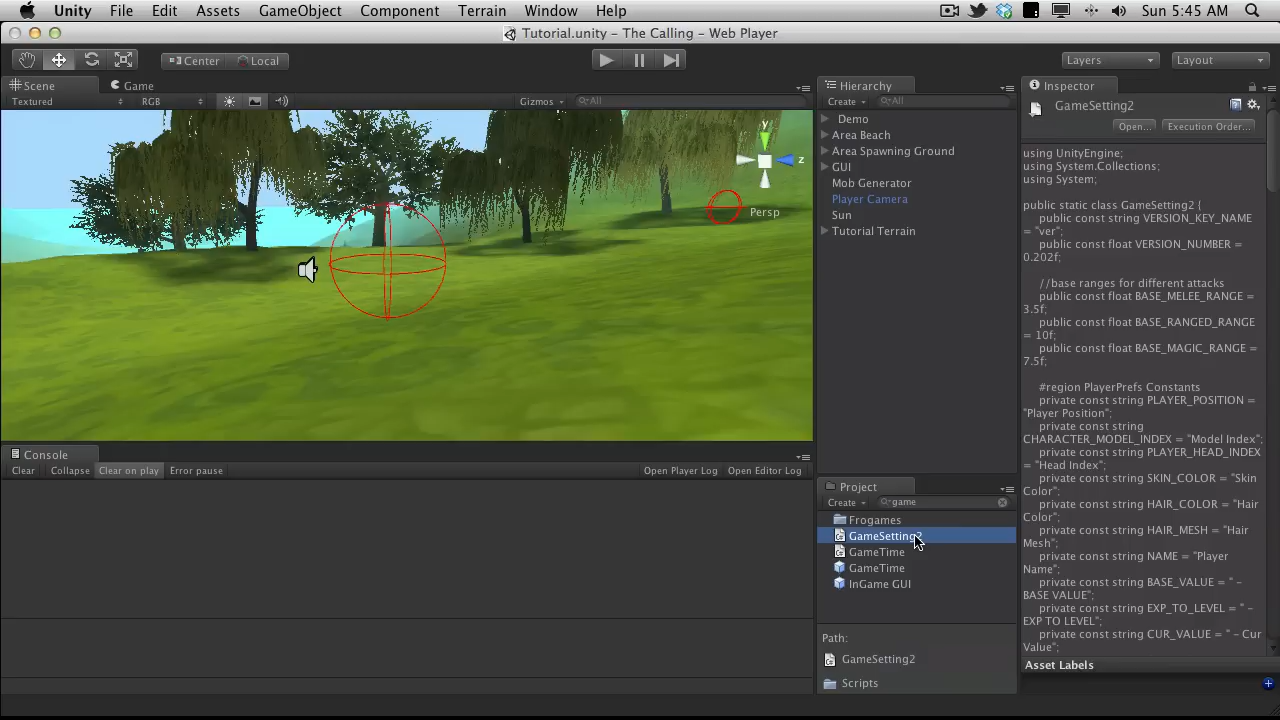 Unity File Edit Assets GameObject Component Terrain Window Help Sun 5:45 AM
Tutorial.unity – The Calling – Web Player
Center Local Layers Layout
Scene Game
Textured RGB Gizmos All
y
z
Persp
Console
Clear Collapse Clear on play Error pause Open Player Log Open Editor Log
Hierarchy
Create All
Demo
Area Beach
Area Spawning Ground
GUI
Mob Generator
Player Camera
Sun
Tutorial Terrain
Project
Create game
Frogames
GameSetting2
GameTime
GameTime
InGame GUI
Path:
GameSetting2
Scripts
Inspector
GameSetting2
Open... Execution Order...
using UnityEngine;
using System.Collections;
using System;
public static class GameSetting2 {
public const string VERSION_KEY_NAME
= "ver";
public const float VERSION_NUMBER =
0.202f;
//base ranges for different attacks
public const float BASE_MELEE_RANGE =
3.5f;
public const float BASE_RANGED_RANGE
= 10f;
public const float BASE_MAGIC_RANGE =
7.5f;
#region PlayerPrefs Constants
private const string PLAYER_POSITION =
"Player Position";
private const string
CHARACTER_MODEL_INDEX = "Model Index";
private const string PLAYER_HEAD_INDEX
= "Head Index";
private const string SKIN_COLOR = "Skin
Color";
private const string HAIR_COLOR = "Hair
Color";
private const string HAIR_MESH = "Hair
Mesh";
private const string NAME = "Player
Name";
private const string BASE_VALUE = " –
BASE VALUE";
private const string EXP_TO_LEVEL = " –
EXP TO LEVEL";
private const string CUR_VALUE = " – Cur
Value";
Asset Labels